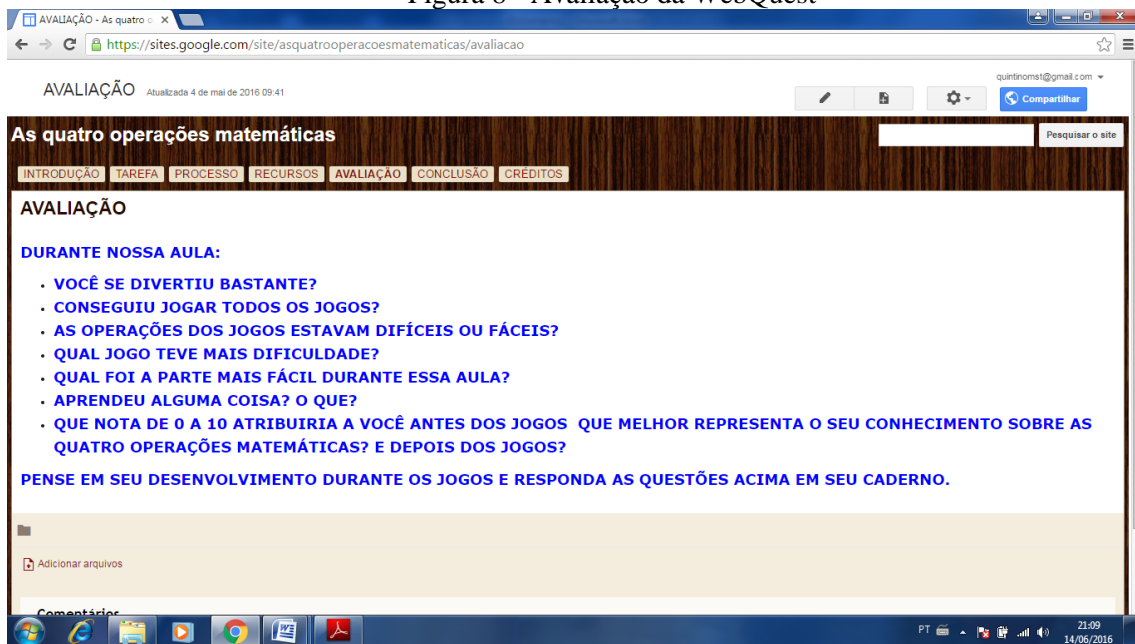 Figura 8 - Avaliação da WebQuest
AVALIAÇÃO - As quatro o
https://sites.google.com/site/asquatrooperacoesmatematicas/avaliacao
quintinomst@gmail.com
AVALIAÇÃO Atualizada 4 de mai de 2016 09:41
Compartilhar
As quatro operações matemáticas
Pesquisar o site
INTRODUÇÃO TAREFA PROCESSO RECURSOS AVALIAÇÃO CONCLUSÃO CRÉDITOS
AVALIAÇÃO
DURANTE NOSSA AULA:
• VOCÊ SE DIVERTIU BASTANTE?
• CONSEGUIU JOGAR TODOS OS JOGOS?
• AS OPERAÇÕES DOS JOGOS ESTAVAM DIFÍCEIS OU FÁCEIS?
• QUAL JOGO TEVE MAIS DIFICULDADE?
• QUAL FOI A PARTE MAIS FÁCIL DURANTE ESSA AULA?
• APRENDEU ALGUMA COISA? O QUE?
• QUE NOTA DE 0 A 10 ATRIBUIRIA A VOCÊ ANTES DOS JOGOS QUE MELHOR REPRESENTA O SEU CONHECIMENTO SOBRE AS
QUATRO OPERAÇÕES MATEMÁTICAS? E DEPOIS DOS JOGOS?
PENSE EM SEU DESENVOLVIMENTO DURANTE OS JOGOS E RESPONDA AS QUESTÕES ACIMA EM SEU CADERNO.
Adicionar arquivos
Comentários
PT 21:09
14/06/2016